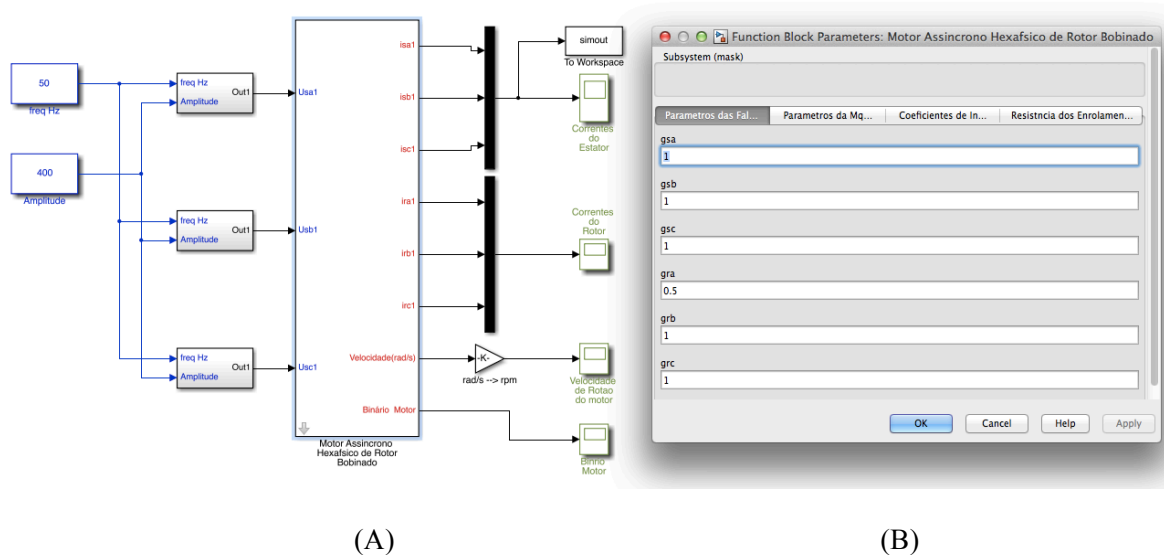 50
freq Hz
400
Amplitude
freq Hz
Amplitude
Out1
freq Hz
Amplitude
Out1
freq Hz
Amplitude
Out1
Usa1
Usb1
Usc1
isa1
isb1
isc1
ira1
irb1
irc1
Velocidade(rad/s)
Binário Motor
Motor Assincrono
Hexafsico de Rotor
Bobinado
simout
To Workspace
Correntes
do
Estator
Correntes
do
Rotor
-K-
rad/s --> rpm
Velocidade
de Rotao
do motor
Binrio
Motor
(A)
Function Block Parameters: Motor Assincrono Hexafsico de Rotor Bobinado
Subsystem (mask)
Parametros das Fal...
Parametros da Mq...
Coeficientes de In...
Resistncia dos Enrolamen...
gsa
1
gsb
1
gsc
1
gra
0.5
grb
1
grc
1
OK
Cancel
Help
Apply
(B)